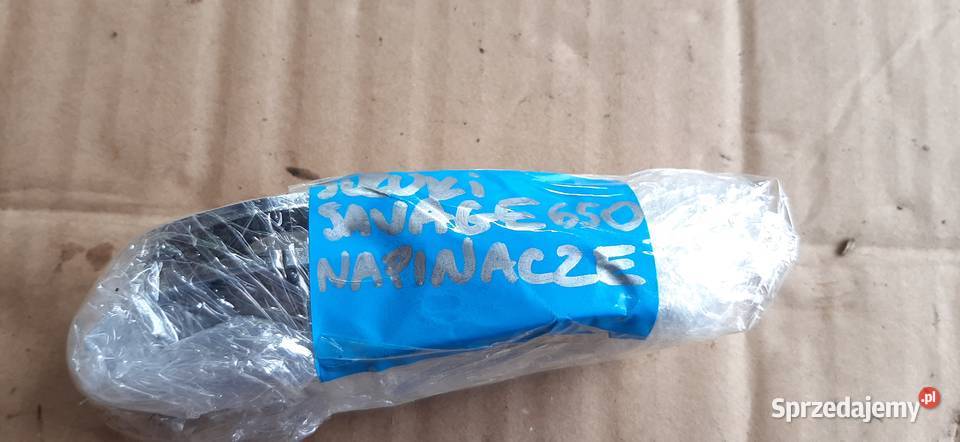 SUZUKI
SAVAGE 650
NAPINACZE
Sprzedajemy.pl